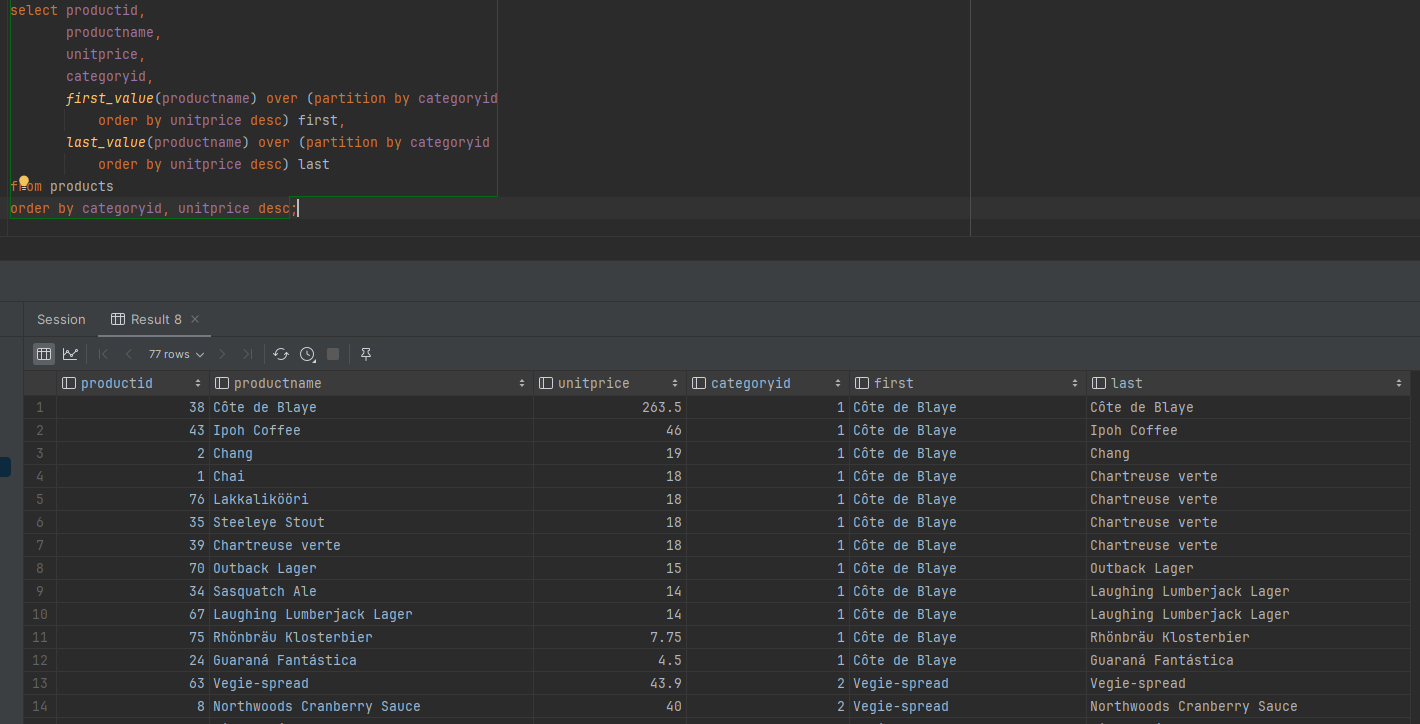 select productid,
productname,
unitprice,
categoryid,
first_value(productname) over (partition by categoryid
order by unitprice desc) first,
last_value(productname) over (partition by categoryid
order by unitprice desc) last
from products
order by categoryid, unitprice desc;
Session Result 8
77 rows
productid productname unitprice categoryid first last
1 38 Côte de Blaye 263.5 1 Côte de Blaye Côte de Blaye
2 43 Ipoh Coffee 46 1 Côte de Blaye Ipoh Coffee
3 2 Chang 19 1 Côte de Blaye Chang
4 1 Chai 18 1 Côte de Blaye Chartreuse verte
5 76 Lakkalikööri 18 1 Côte de Blaye Chartreuse verte
6 35 Steeleye Stout 18 1 Côte de Blaye Chartreuse verte
7 39 Chartreuse verte 18 1 Côte de Blaye Chartreuse verte
8 70 Outback Lager 15 1 Côte de Blaye Outback Lager
9 34 Sasquatch Ale 14 1 Côte de Blaye Laughing Lumberjack Lager
10 67 Laughing Lumberjack Lager 14 1 Côte de Blaye Laughing Lumberjack Lager
11 75 Rhönbräu Klosterbier 7.75 1 Côte de Blaye Rhönbräu Klosterbier
12 24 Guaraná Fantástica 4.5 1 Côte de Blaye Guaraná Fantástica
13 63 Vegie-spread 43.9 2 Vegie-spread Vegie-spread
14 8 Northwoods Cranberry Sauce 40 2 Vegie-spread Northwoods Cranberry Sauce